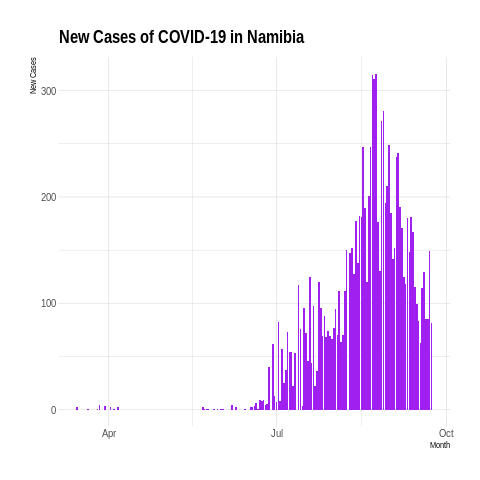 New Cases of COVID-19 in Namibia
New Cases
300
200
100
0
Apr
Jul
Oct
Month